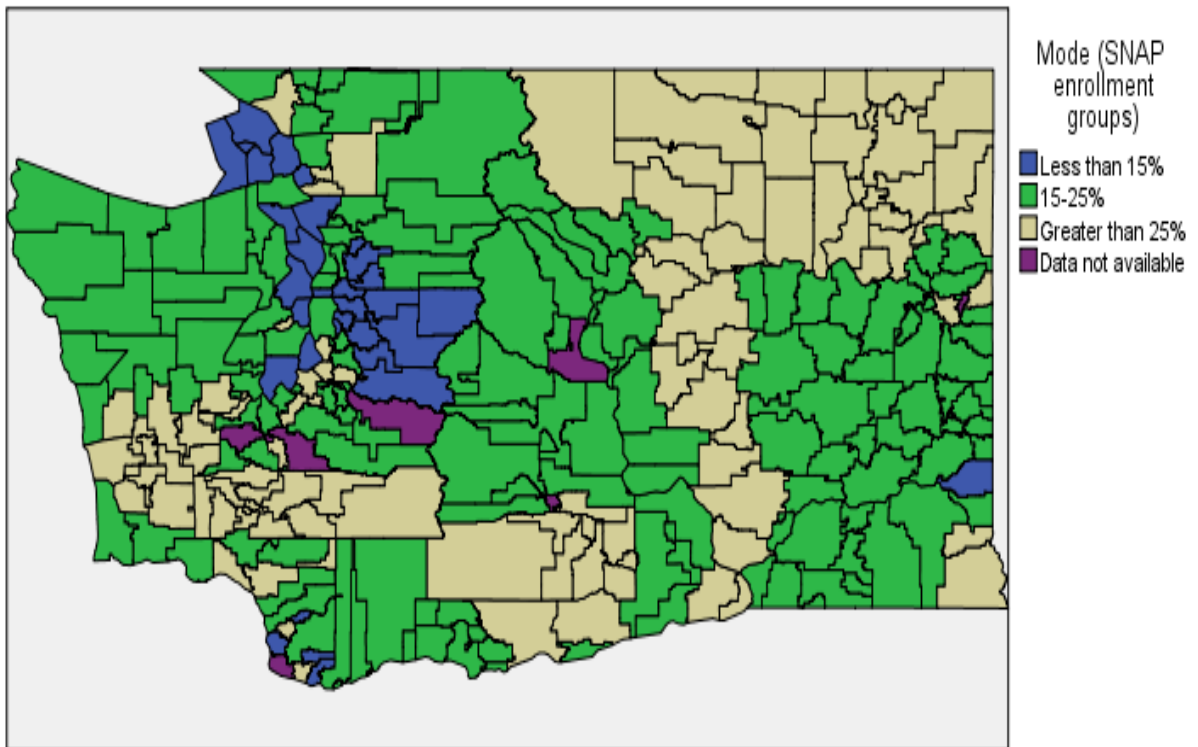 Mode (SNAP
enrollment
groups)
Less than 15%
15-25%
Greater than 25%
Data not available